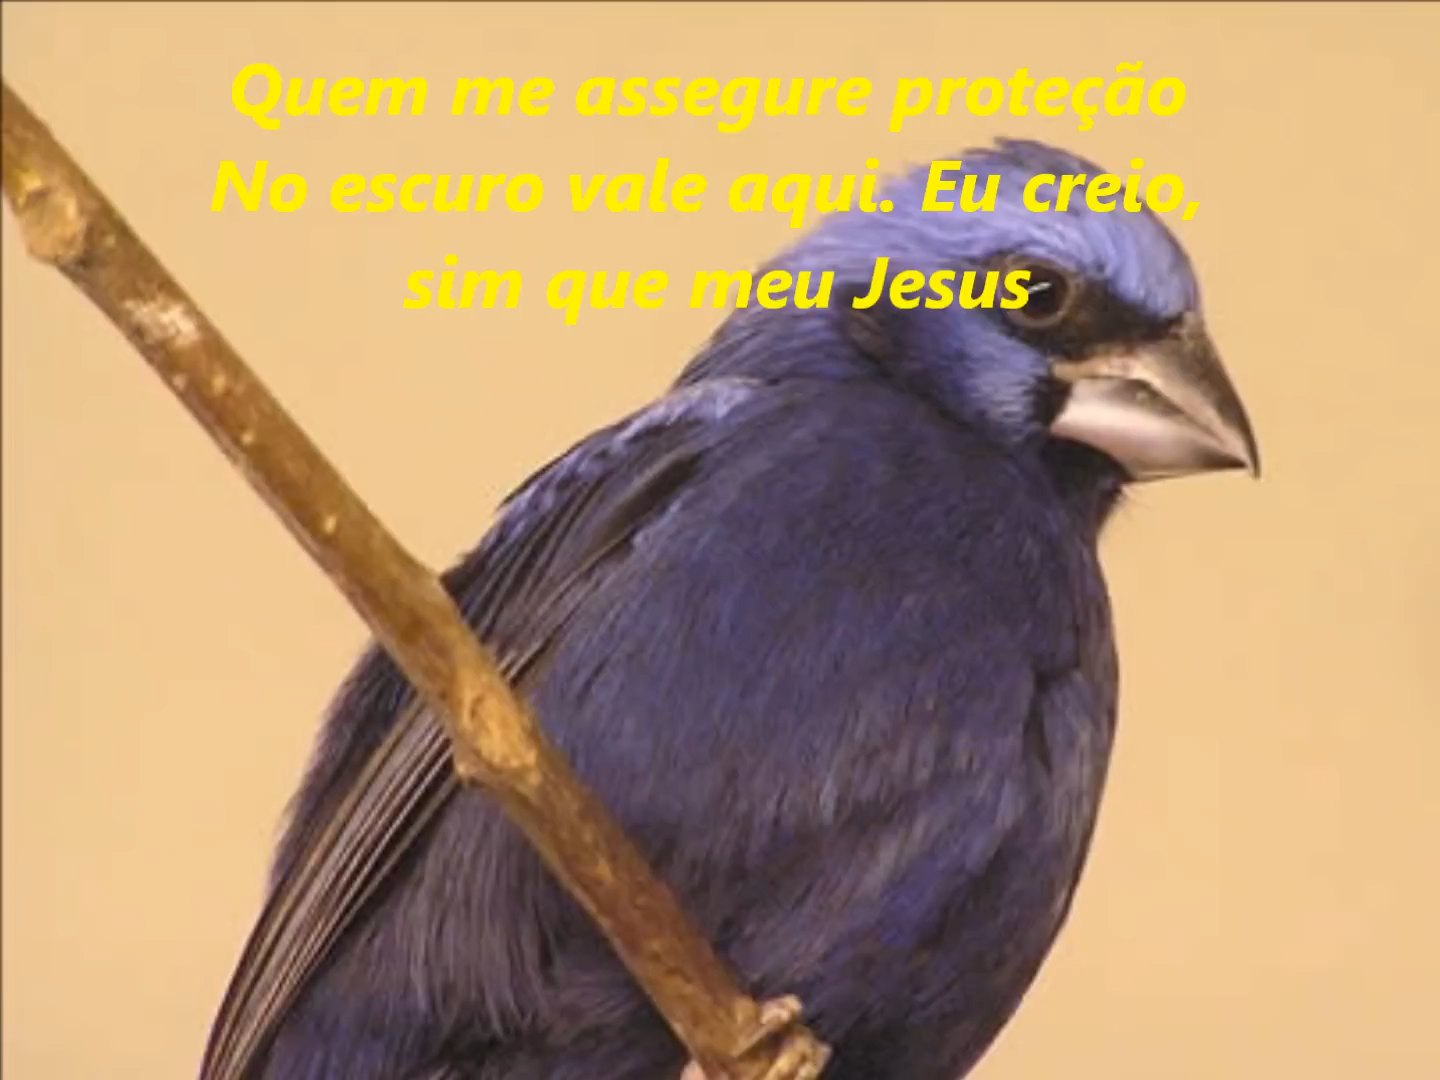 Quem me assegure proteção
No escuro vale aqui. Eu creio,
sim que meu Jesus